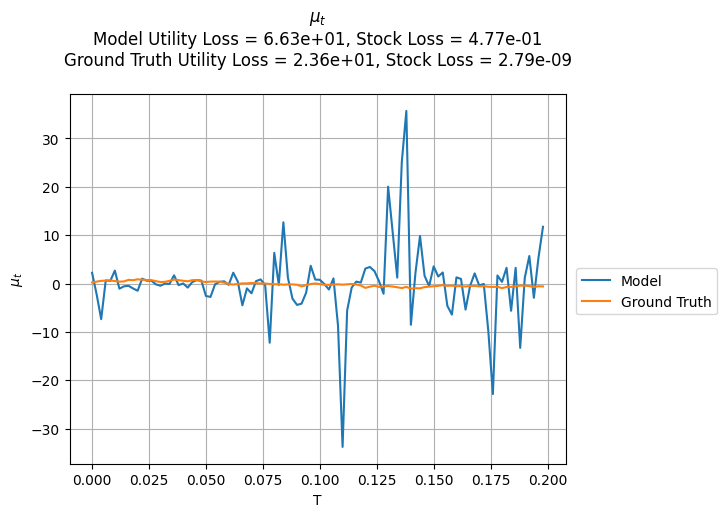 μt
Model Utility Loss = 6.63e+01, Stock Loss = 4.77e-01
Ground Truth Utility Loss = 2.36e+01, Stock Loss = 2.79e-09
30
20
10
0
−10
−20
−30
μt
0.000 0.025 0.050 0.075 0.100 0.125 0.150 0.175 0.200
T
Model
Ground Truth